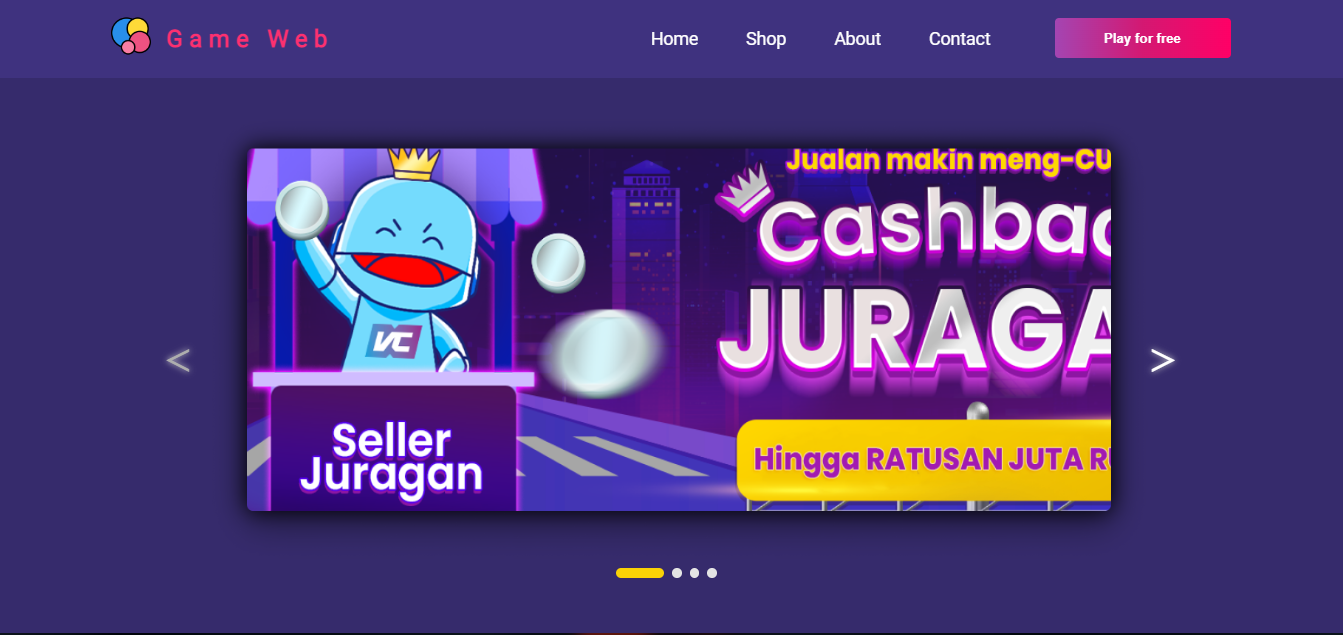 Game Web
Home
Shop
About
Contact
Play for free
Jualan makin meng-CU
Cashbac
JURAGA
VC
Seller
Juragan
Hingga RATUSAN JUTA RU
<
>